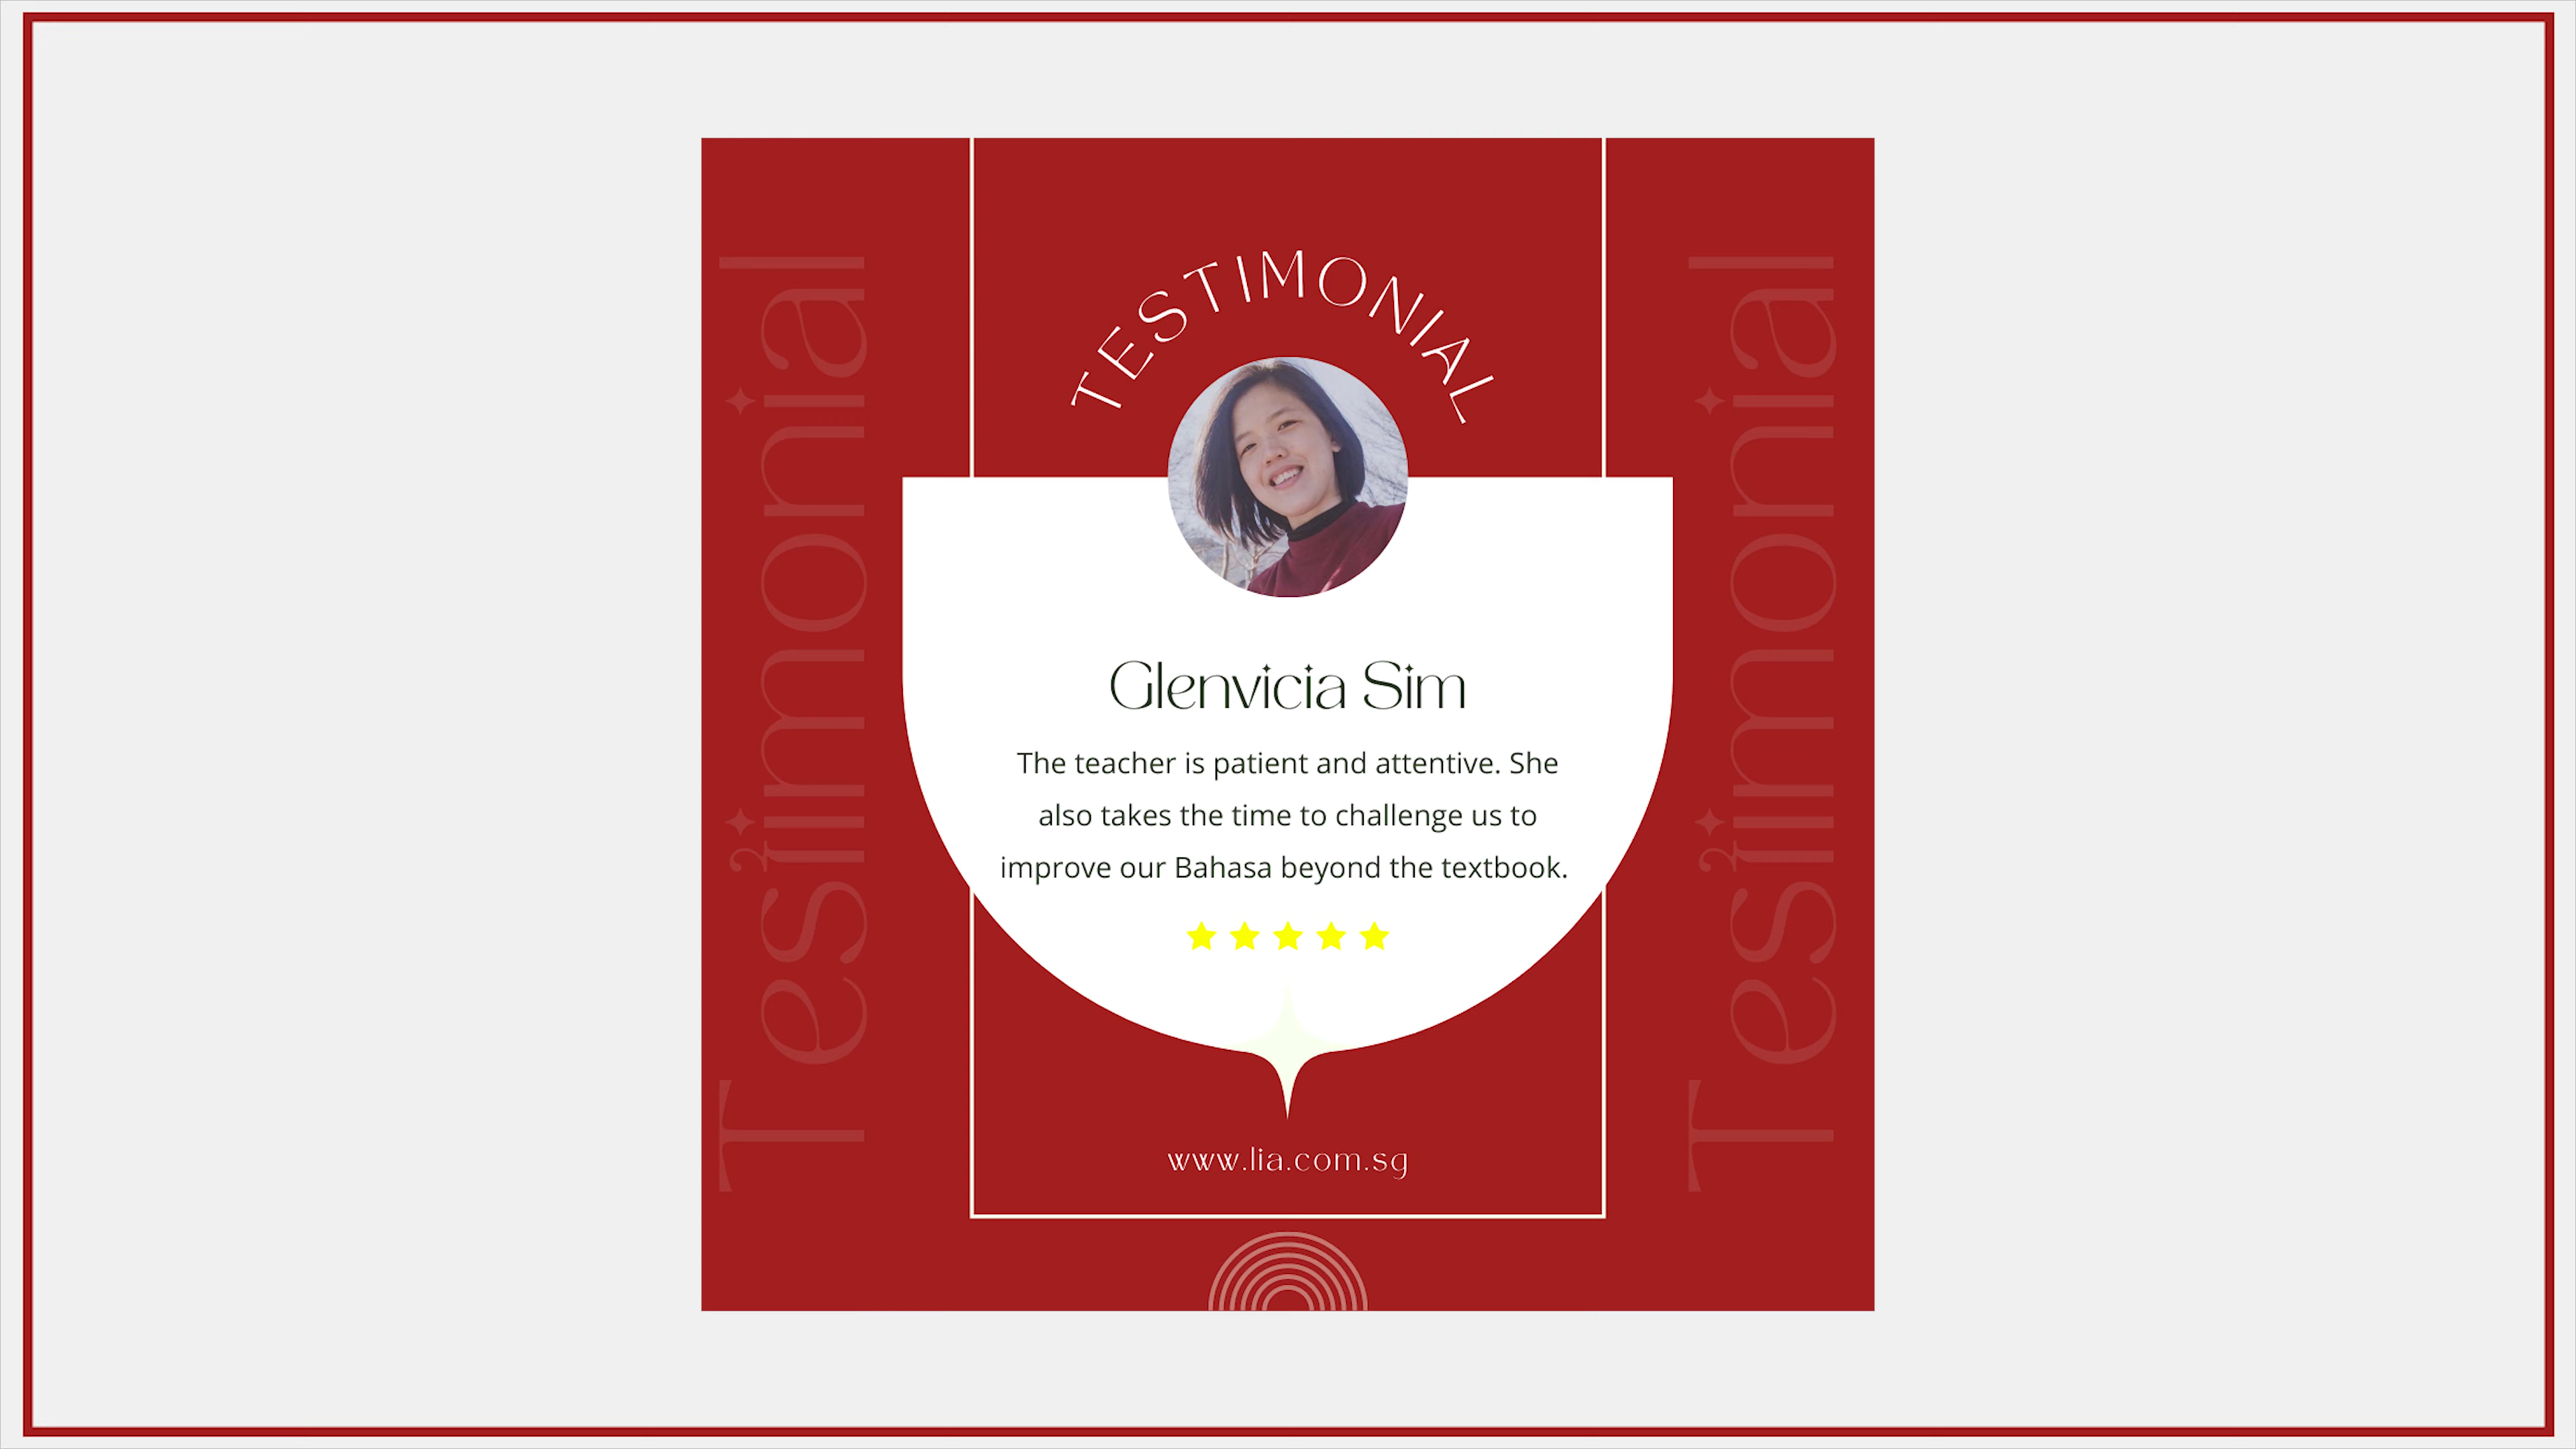 TESTIMONIAL
Glenvicia Sim
The teacher is patient and attentive. She
also takes the time to challenge us to
improve our Bahasa beyond the textbook.
www.lia.com.sg
Testimonial
Testimonial